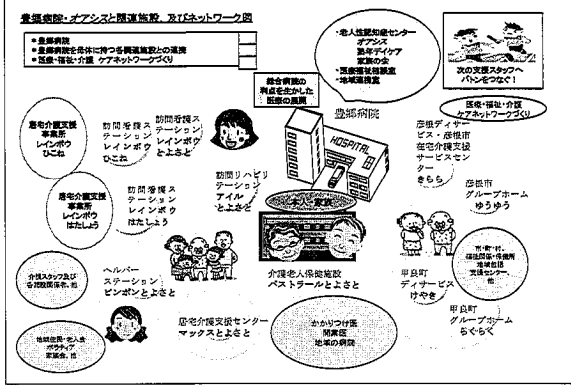 豊郷病院・オアシスと関連施設、及びネットワーク図
＊豊郷病院
＊豊郷病院を母体に持つ各関連施設との連携
＊医療・福祉・介護 ケアネットワークづくり
・老人性認知症センター
オアシス
熟年デイケア
家族の会
・医療福祉相談室
・地域連携室
次の支援スタッフへ
バトンをつなぐ！
総合病院の
利点を生かした
医療の展開
豊郷病院
HOSPITAL
医療・福祉・介護
ケアネットワークづくり
居宅介護支援
事業所
レインボウ
ひこね
訪問看護ス
テーション
レインボウ
ひこね
訪問看護ス
テーション
レインボウ
とよさと
彦根デイサー
ビス・彦根市
在宅介護支援
サービスセン
ター
きらら
居宅介護支援
事業所
レインボウ
はたしょう
訪問看護ス
テーション
レインボウ
はたしょう
訪問リハビリ
テーション
アイル
とよさと
本人・家族
彦根市
グループホーム
ゆうゆう
介護スタッフ及び
各施設関係者、他
ヘルパー
ステーション
ピンポンとよさと
介護老人保健施設
パストラールとよさと
甲良町
デイサービス
けやき
市・町・村、
福祉関係・保健所
地域包括
支援センター、
他
地域住民・老人会
ボランティア
家族会、他
居宅介護支援センター
マックスとよさと
かかりつけ医
開業医
地域の病院
甲良町
グループホーム
らくらく